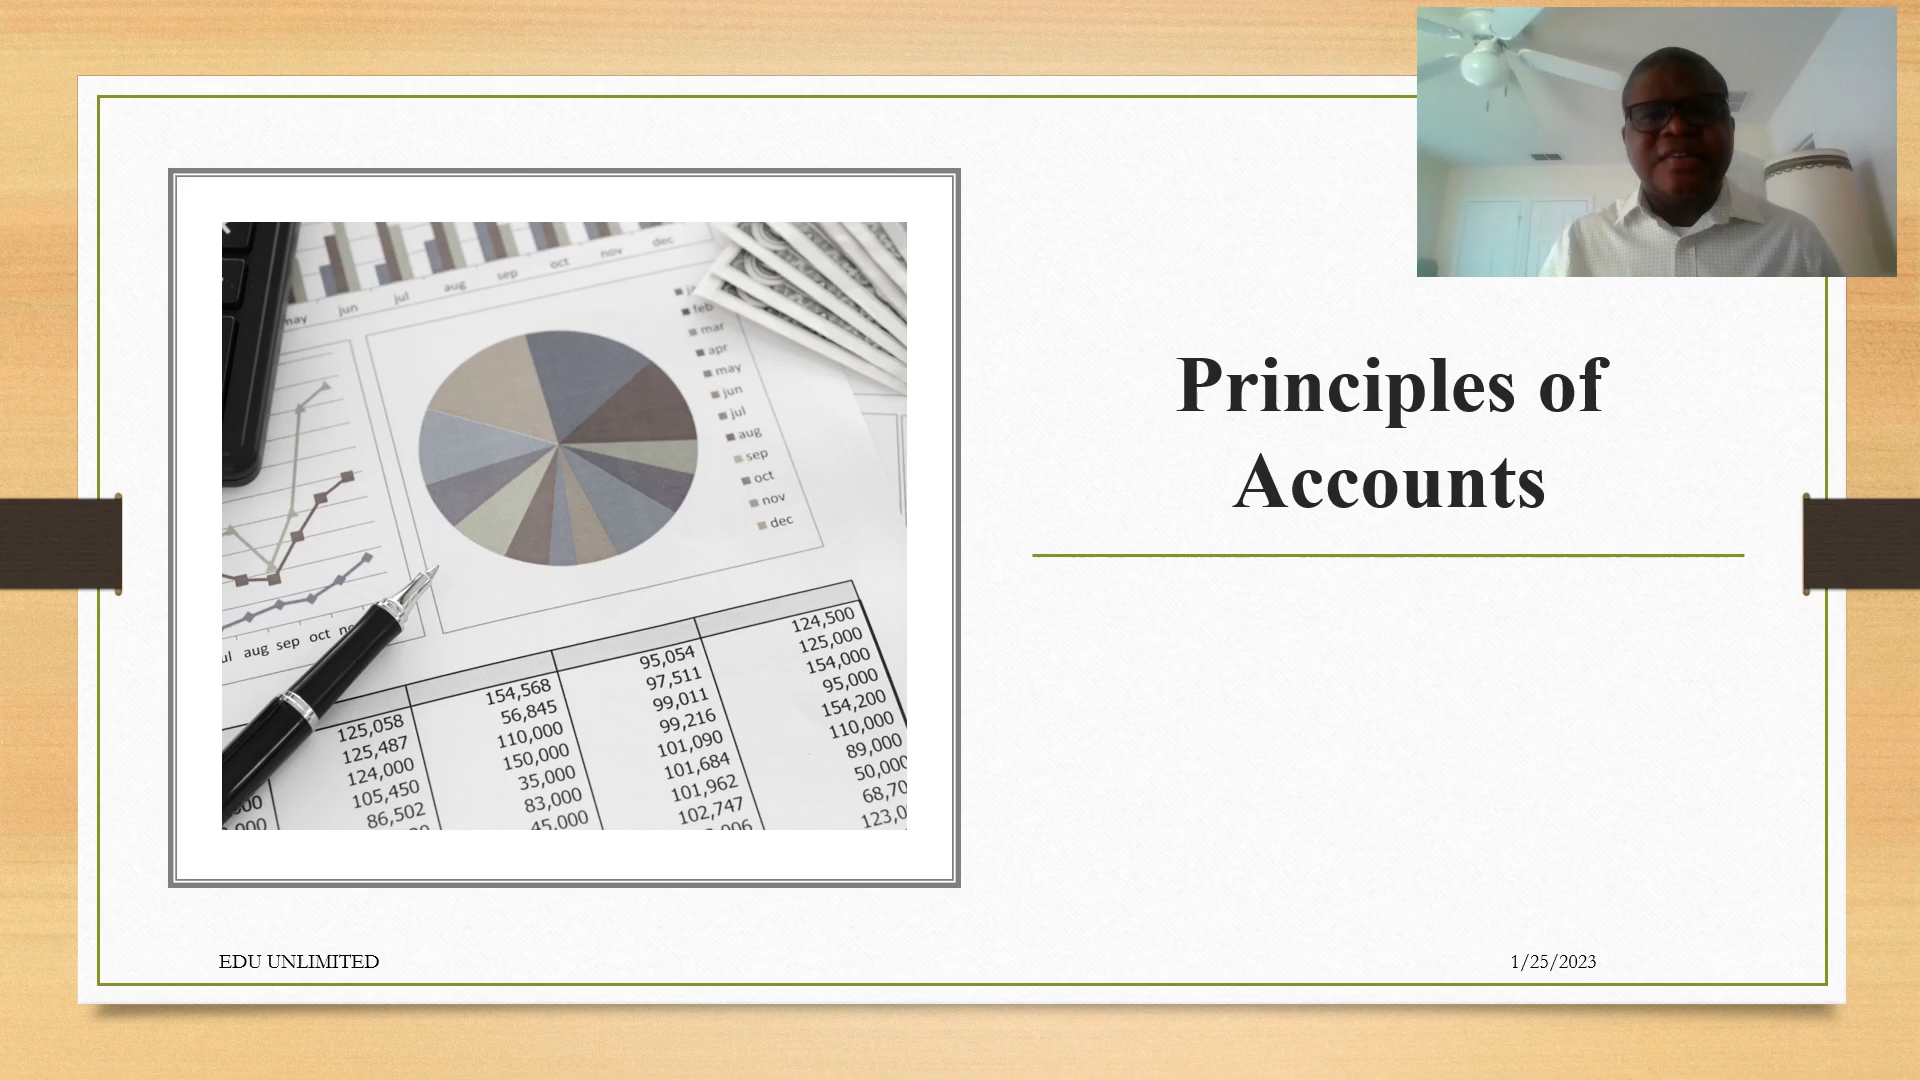 Principles of
Accounts
may jun jul aug sep oct nov dec
feb
mar
apr
may
jun
jul
aug
sep
oct
nov
dec
aug sep oct
124,500
125,000
154,000
95,000
154,200
110,000
89,000
95,054
97,511
99,011
99,216
101,090
101,684
101,962
102,747
154,568
56,845
110,000
150,000
35,000
83,000
45,000
125,058
125,487
124,000
105,450
86,502
EDU UNLIMITED
1/25/2023